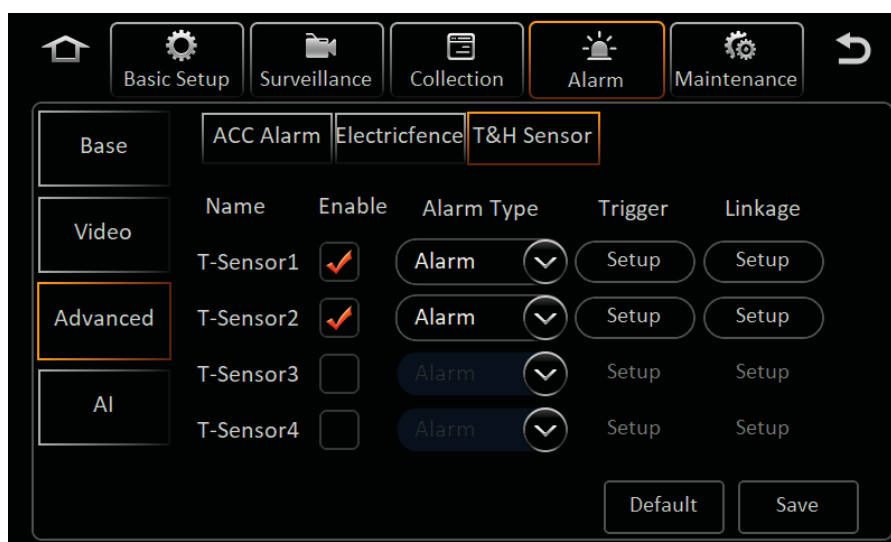 Basic Setup Surveillance Collection Alarm Maintenance
Base
Video
Advanced
AI
ACC Alarm Electricfence T&H Sensor
Name Enable Alarm Type Trigger Linkage
T-Sensor1 Alarm Setup Setup
T-Sensor2 Alarm Setup Setup
T-Sensor3 Alarm Setup Setup
T-Sensor4 Alarm Setup Setup
Default Save